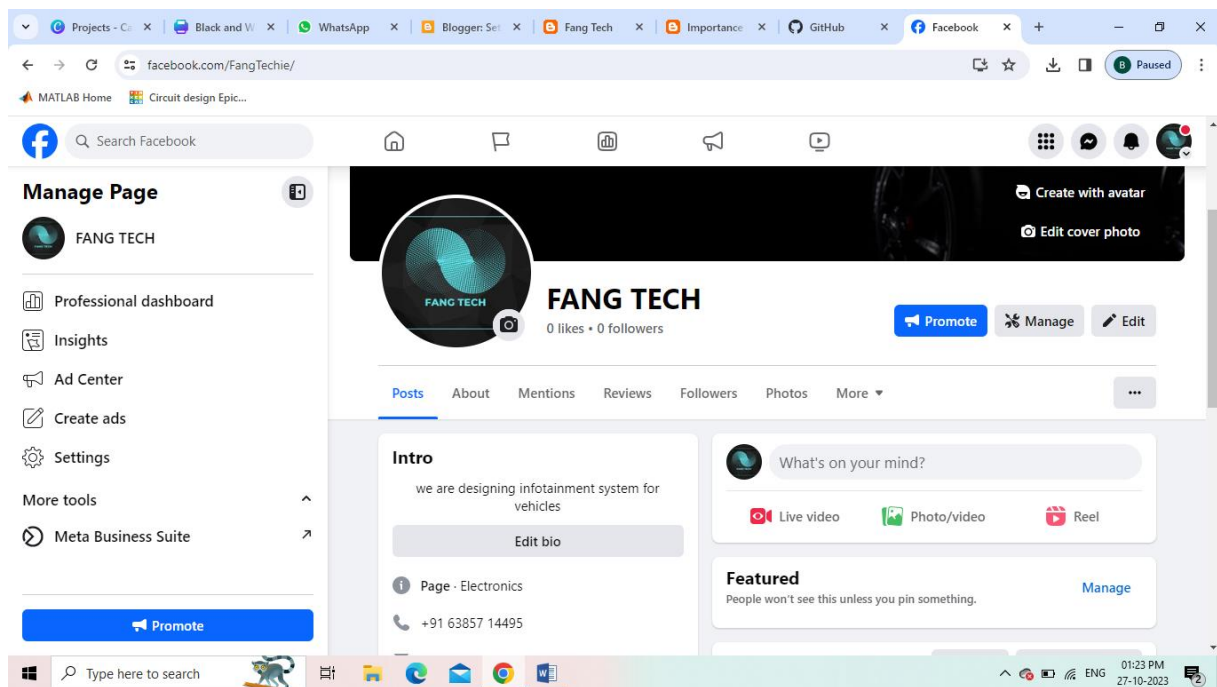 Projects - Ca
Black and W
WhatsApp
Blogger: Set
Fang Tech
Importance
GitHub
Facebook
facebook.com/FangTechie/
B
Paused
MATLAB Home
Circuit design Epic...
Search Facebook
Manage Page
FANG TECH
Professional dashboard
Insights
Ad Center
Create ads
Settings
More tools
Meta Business Suite
Promote
Create with avatar
Edit cover photo
FANG TECH
FANG TECH
0 likes • 0 followers
Promote
Manage
Edit
Posts
About
Mentions
Reviews
Followers
Photos
More
Intro
we are designing infotainment system for
vehicles
Edit bio
Page · Electronics
+91 63857 14495
What's on your mind?
Live video
Photo/video
Reel
Featured
People won't see this unless you pin something.
Manage
Type here to search
ENG
01:23 PM
27-10-2023
2